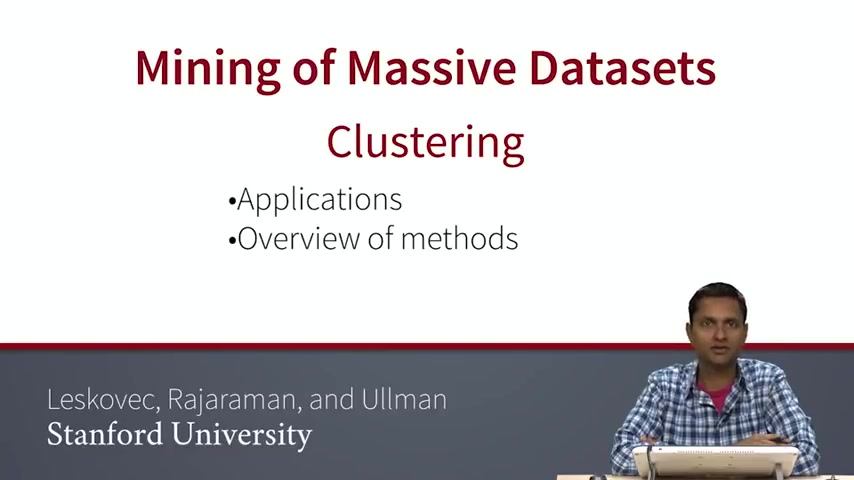 Mining of Massive Datasets
Clustering
•Applications
•Overview of methods
Leskovec, Rajaraman, and Ullman
Stanford University